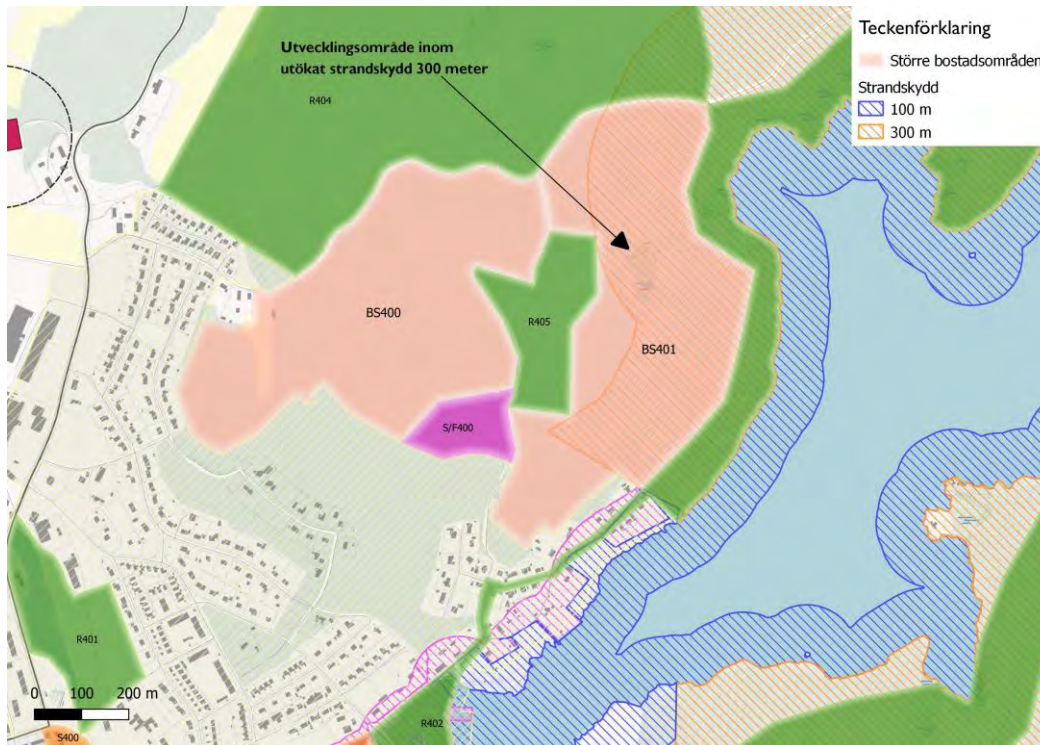 Utvecklingsområde inom
utökat strandskydd 300 meter
R404
Teckenförklaring
Större bostadsområden
Strandskydd
100 m
300 m
BS400
R405
BS401
S/F400
R401
0 100 200 m
R402
S400